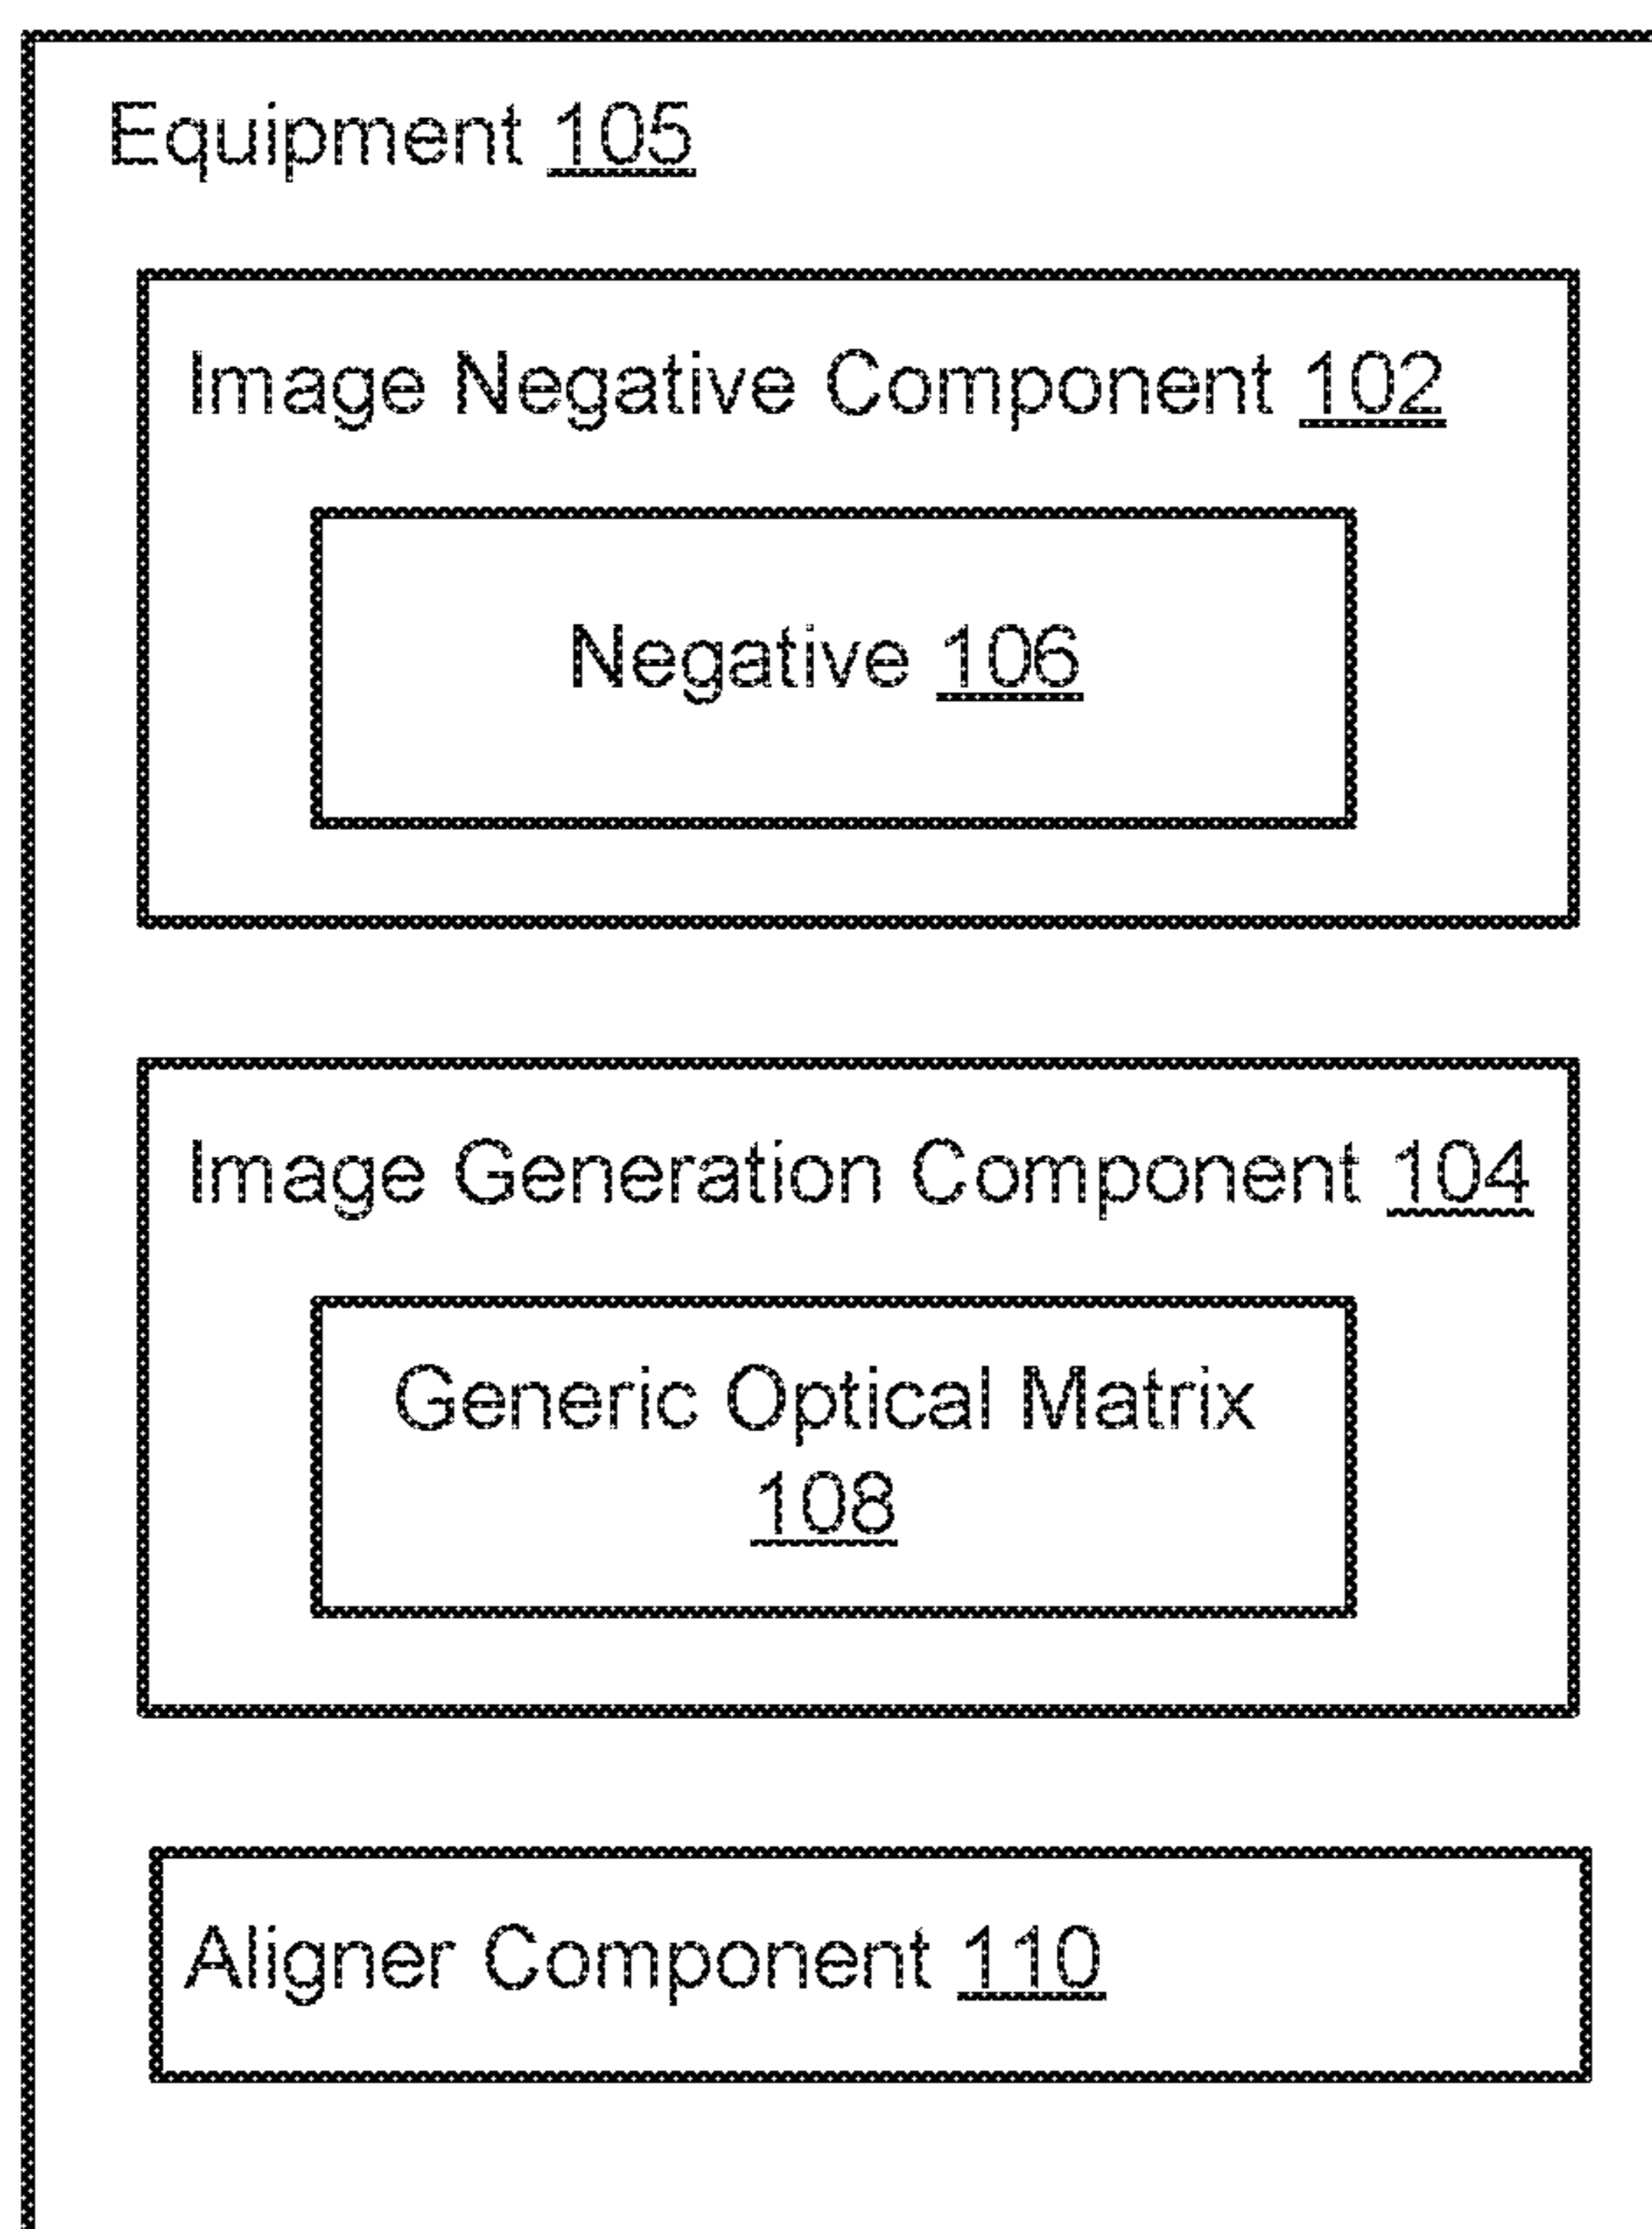 Equipment 105
Image Negative Component 102
Negative 106
Image Generation Component 104
Generic Optical Matrix
108
Aligner Component 110